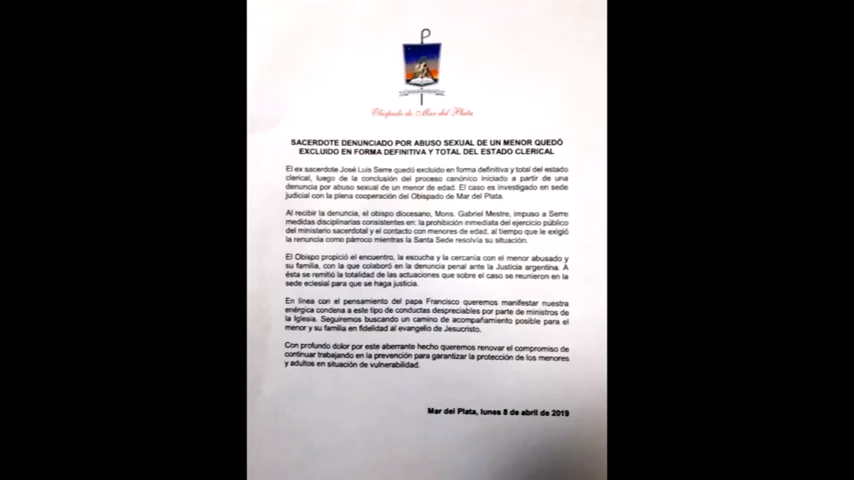 Obispado de Mar del Plata
SACERDOTE DENUNCIADO POR ABUSO SEXUAL DE UN MENOR QUEDÓ
EXCLUIDO EN FORMA DEFINITIVA Y TOTAL DEL ESTADO CLERICAL
El ex sacerdote José Luis Serre quedó excluido en forma definitiva y total del estado
clerical, luego de la conclusión del proceso canónico iniciado a partir de una
denuncia por abuso sexual de un menor de edad. El caso es investigado en sede
judicial con la plena cooperación del Obispado de Mar del Plata.
Al recibir la denuncia, el obispo diocesano, Mons. Gabriel Mestre, impuso a Serre
medidas disciplinarias consistentes en: la prohibición inmediata del ejercicio público
del ministerio sacerdotal y el contacto con menores de edad, al tiempo que le exigió
la renuncia como párroco mientras la Santa Sede resolvía su situación.
El Obispo propició el encuentro, la escucha y la cercanía con el menor abusado y
su familia, con la que colaboró en la denuncia penal ante la Justicia argentina. A
ésta se remitió la totalidad de las actuaciones que sobre el caso se reunieron en la
sede eclesial para que se haga justicia.
En línea con el pensamiento del papa Francisco queremos manifestar nuestra
enérgica condena a este tipo de conductas despreciables por parte de ministros de
la Iglesia. Seguiremos buscando un camino de acompañamiento posible para el
menor y su familia en fidelidad al evangelio de Jesucristo.
Con profundo dolor por este aberrante hecho queremos renovar el compromiso de
continuar trabajando en la prevención para garantizar la protección de los menores
y adultos en situación de vulnerabilidad.
Mar del Plata, lunes 8 de abril de 2019